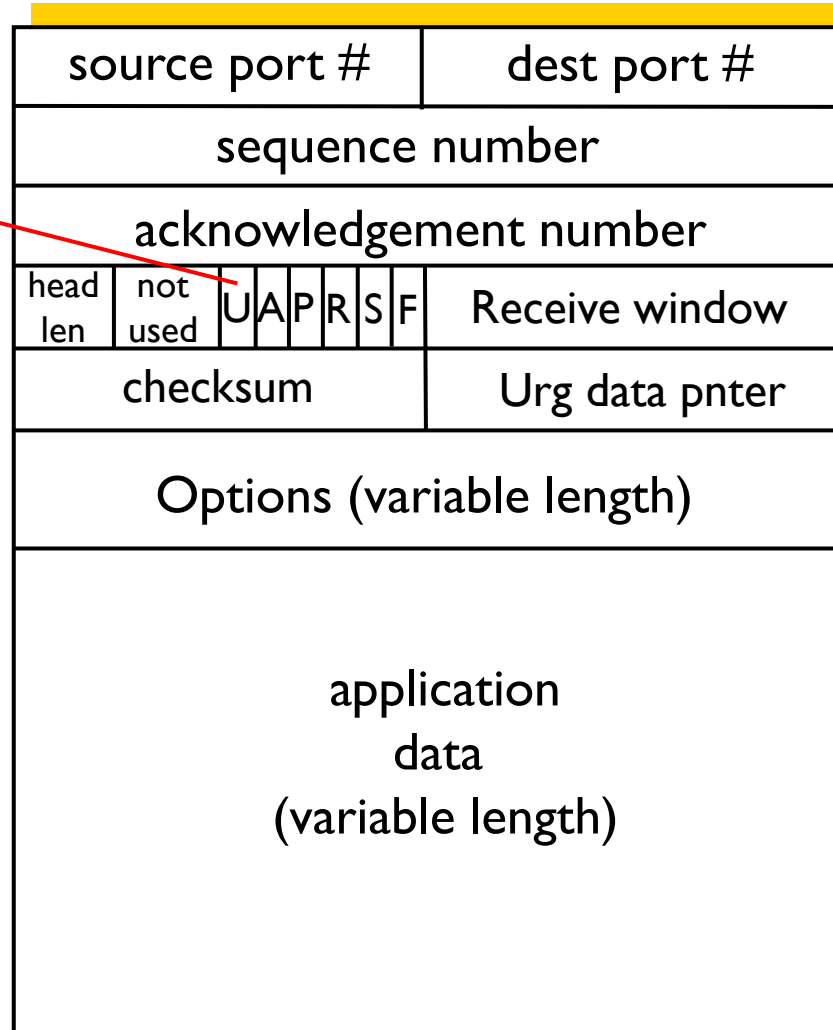 source port # dest port #
sequence number
acknowledgement number
head len not used U A P R S F Receive window
checksum Urg data pnter
Options (variable length)
application
data
(variable length)